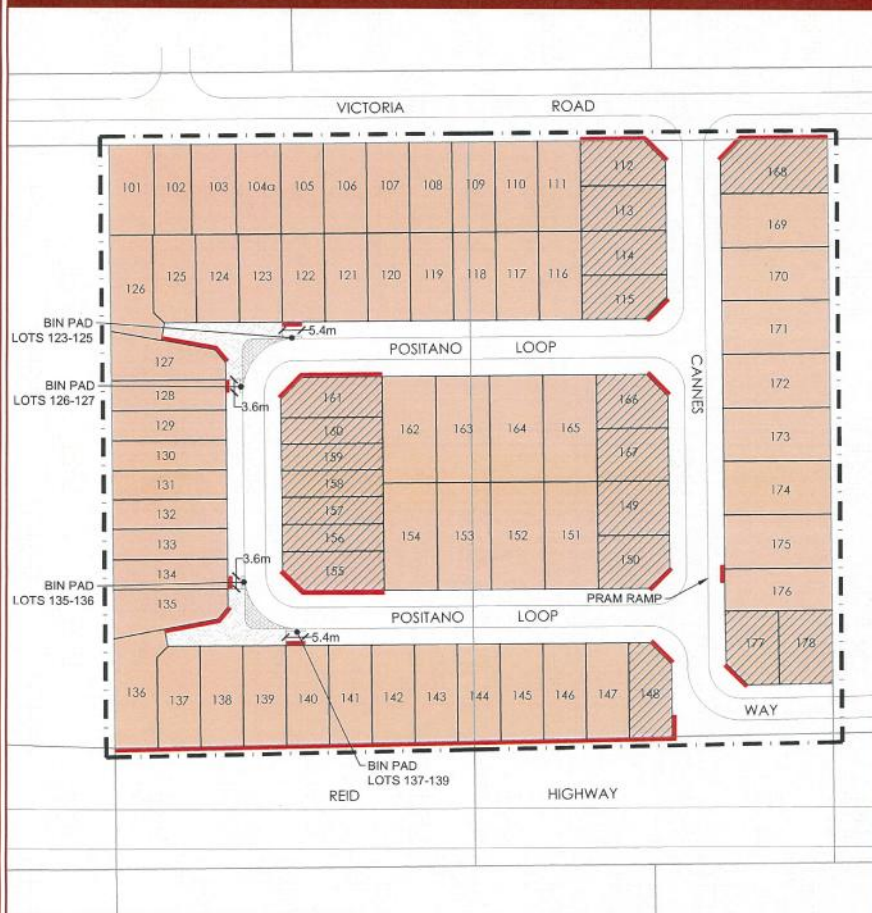 VICTORIA ROAD
101 102 103 104a 105 106 107 108 109 110 111
112
113
114
115
126 125 124 123 122 121 120 119 118 117 116
168
169
170
171
172
173
174
175
176
177 178
BIN PAD
LOTS 123-125
5.4m
POSITANO LOOP
CANNES
127
128
129
130
131
132
133
134
135
BIN PAD
LOTS 126-127
3.6m
161
160
159
158
157
156
155
162 163 164 165
166
167
149
150
154 153 152 151
3.6m
BIN PAD
LOTS 135-136
PRAM RAMP
POSITANO LOOP
5.4m
136 137 138 139 140 141 142 143 144 145 146 147 148
WAY
BIN PAD
LOTS 137-139
REID HIGHWAY